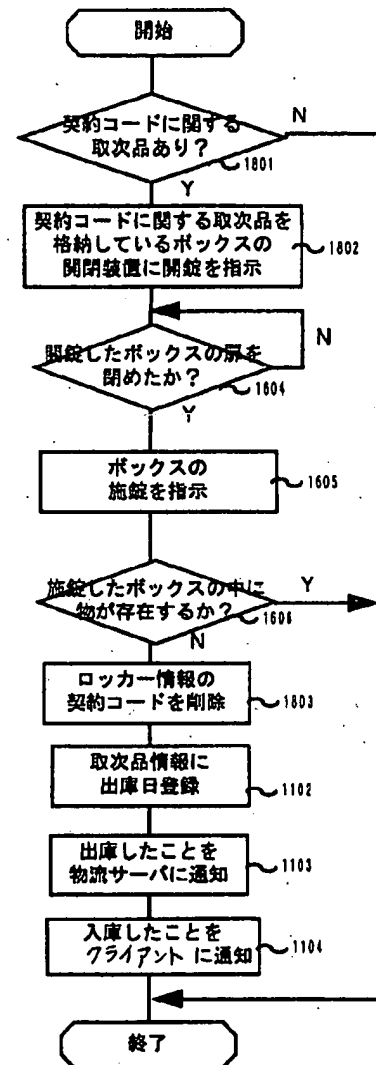 開始
契約コードに関する
取次品あり?
N
1801
Y
契約コードに関する取次品を
格納しているボックスの
開閉装置に開錠を指示
1802
開錠したボックスの扉を
閉めたか?
N
1604
Y
ボックスの
施錠を指示
1605
施錠したボックスの中に
物が存在するか?
Y
1606
N
ロッカー情報の
契約コードを削除
1803
取次品情報に
出庫日登録
1102
出庫したことを
物流サーバに通知
1103
入庫したことを
クライアントに通知
1104
終了